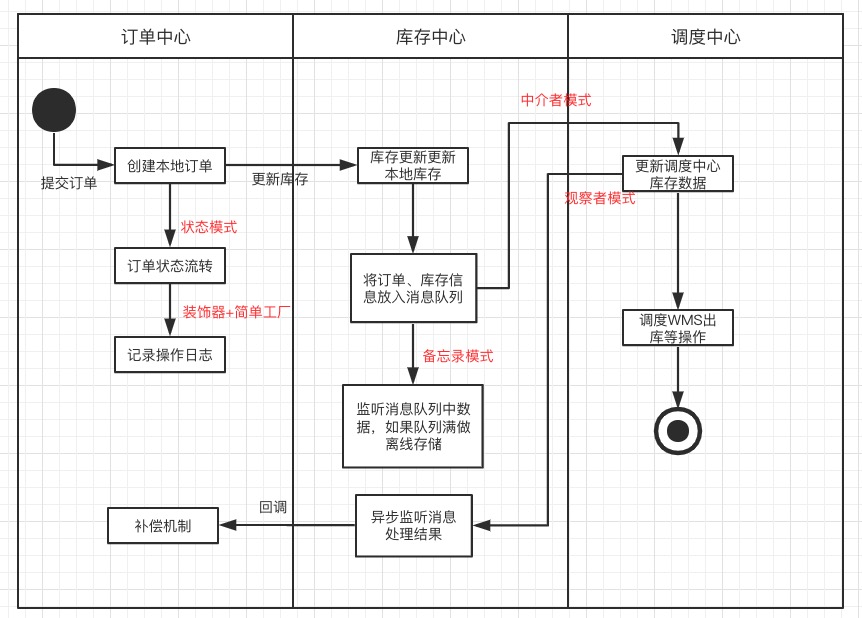 订单中心
库存中心
调度中心
中介者模式
提交订单
创建本地订单
更新库存
库存更新更新
本地库存
更新调度中心
库存数据
观察者模式
状态模式
订单状态流转
将订单、库存信
息放入消息队列
装饰器+简单工厂
记录操作日志
调度WMS出
库等操作
备忘录模式
监听消息队列中数
据，如果队列满做
离线存储
回调
补偿机制
异步监听消息
处理结果